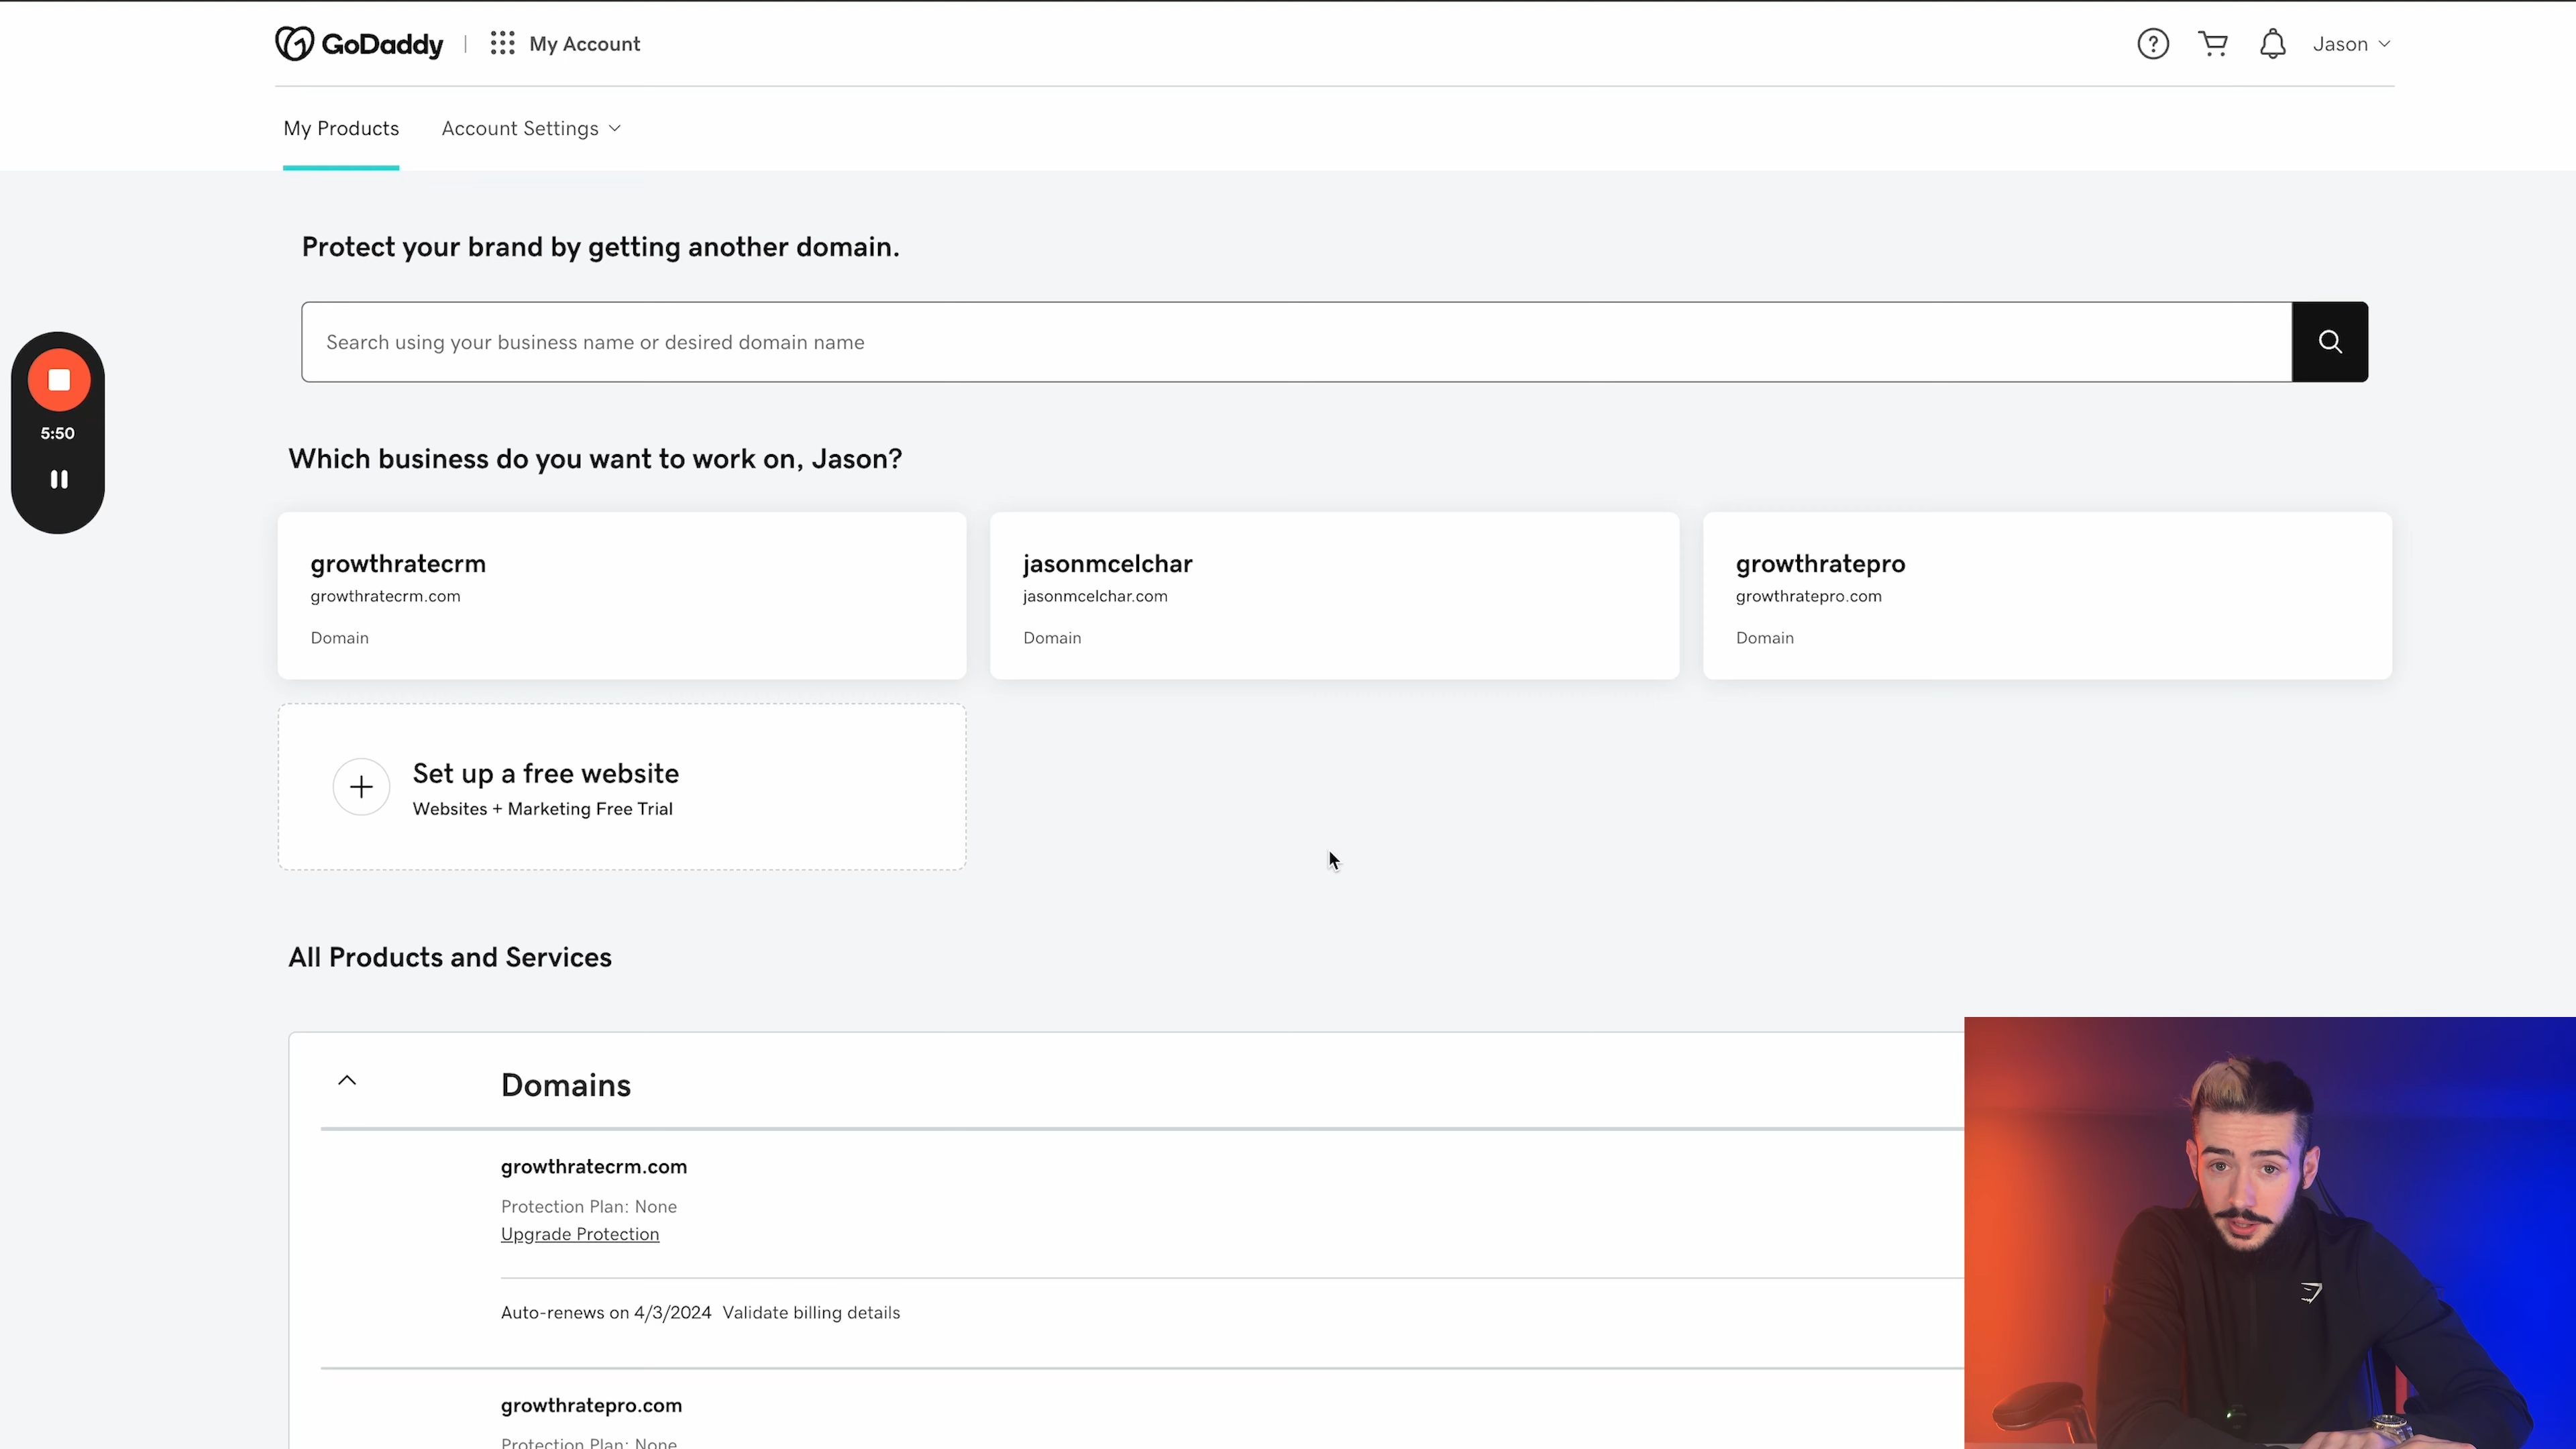 GoDaddy | My Account
Jason
My Products
Account Settings
Protect your brand by getting another domain.
Search using your business name or desired domain name
5:50
Which business do you want to work on, Jason?
growthratecrm
growthratecrm.com
Domain
jasonmcelchar
jasonmcelchar.com
Domain
growthratepro
growthratepro.com
Domain
Set up a free website
Websites + Marketing Free Trial
All Products and Services
Domains
growthratecrm.com
Protection Plan: None
Upgrade Protection
Auto-renews on 4/3/2024 Validate billing details
growthratepro.com
Protection Plan: None